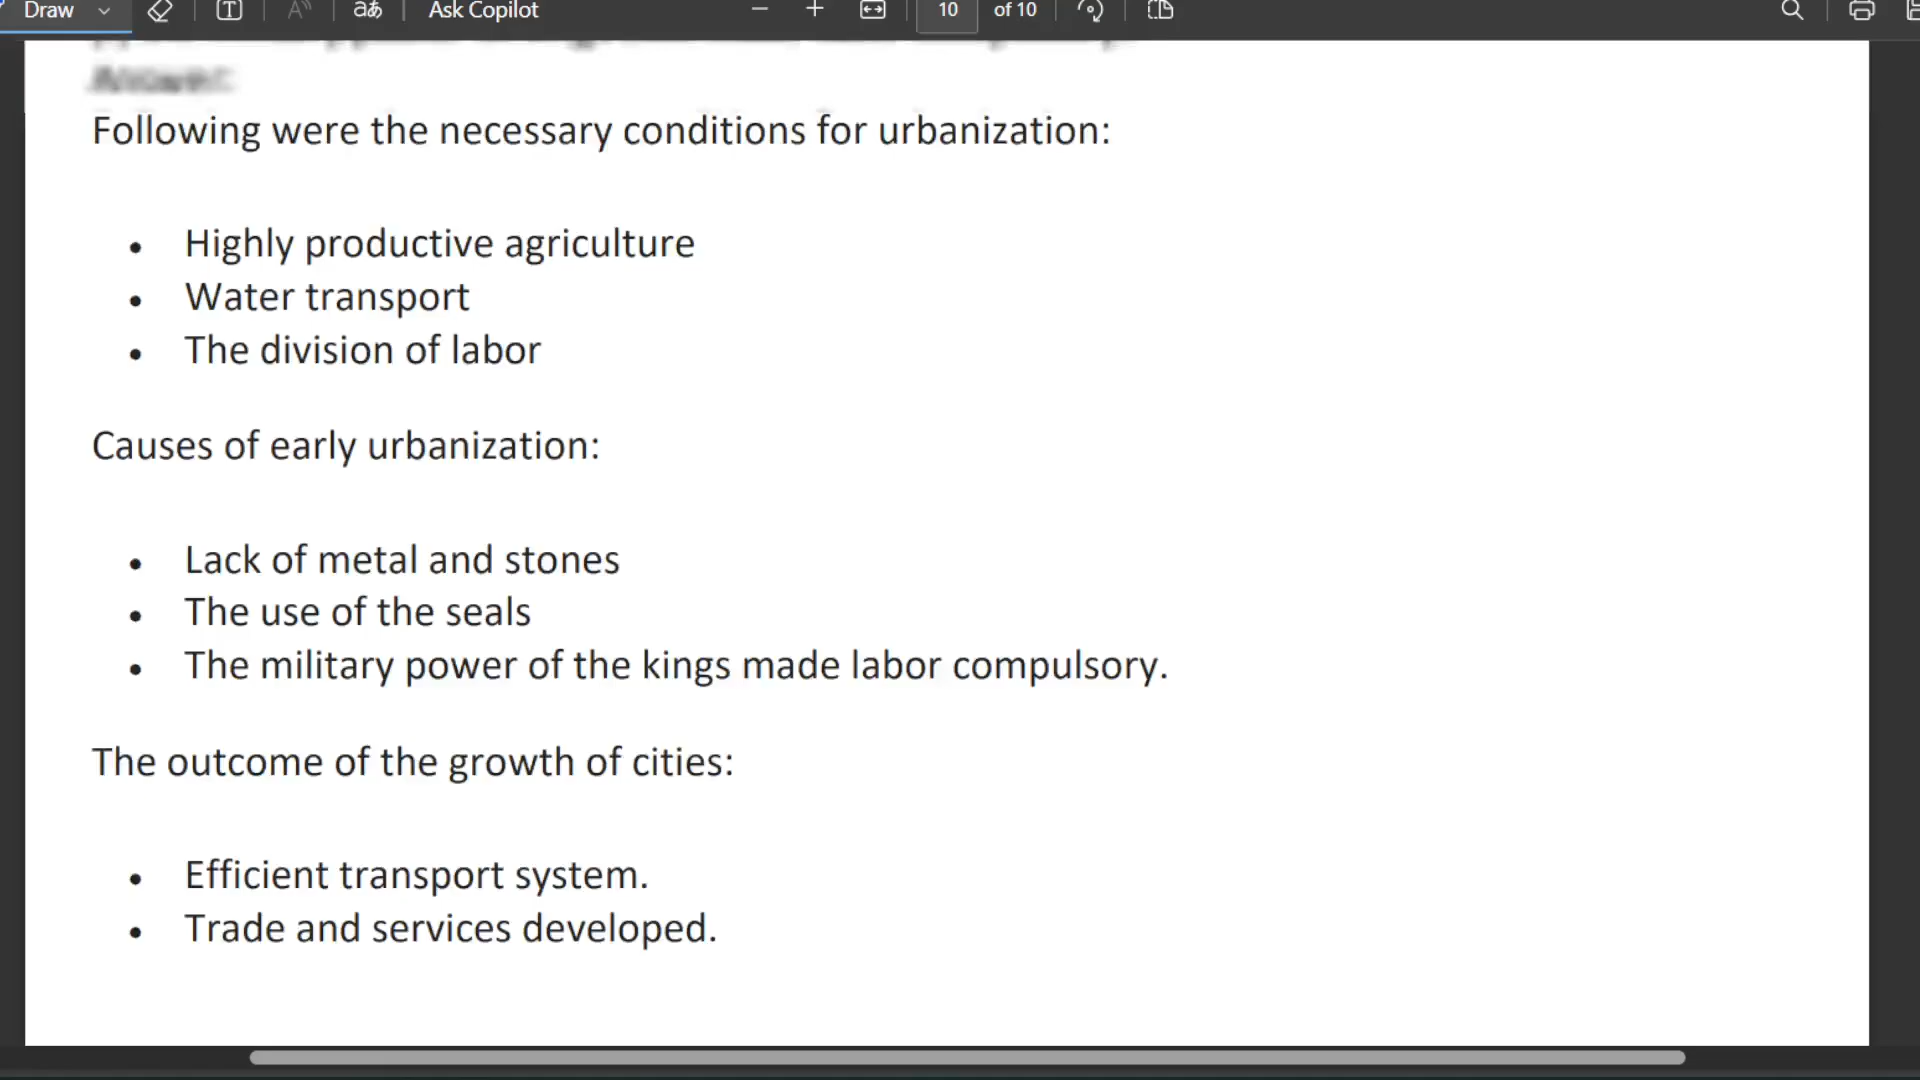 Draw
Ask Copilot
10 of 10
Answer:
Following were the necessary conditions for urbanization:
• Highly productive agriculture
• Water transport
• The division of labor
Causes of early urbanization:
• Lack of metal and stones
• The use of the seals
• The military power of the kings made labor compulsory.
The outcome of the growth of cities:
• Efficient transport system.
• Trade and services developed.